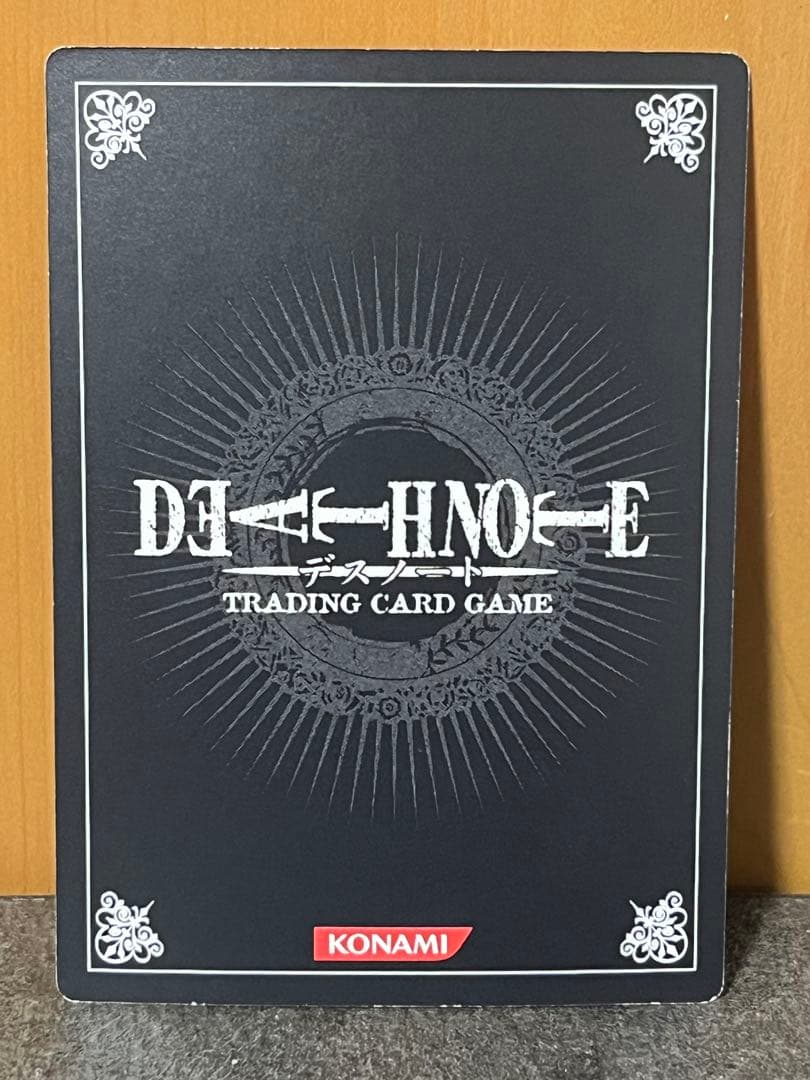 DEATH NOTE
デスノート
TRADING CARD GAME
KONAMI